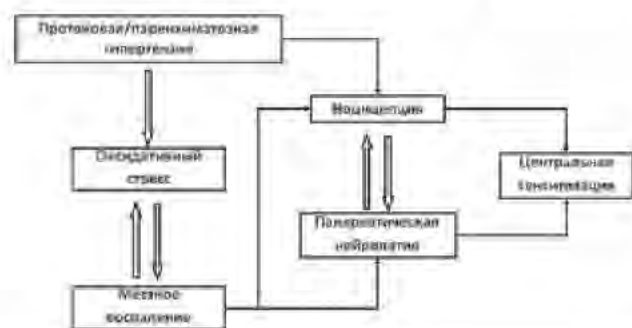 Протоковая/паренхиматозная
гипертензия
Ноцицепция
Оксидативный
стресс
Центральная
сенситизация
Панкреатическая
нейропатия
Местное
воспаление